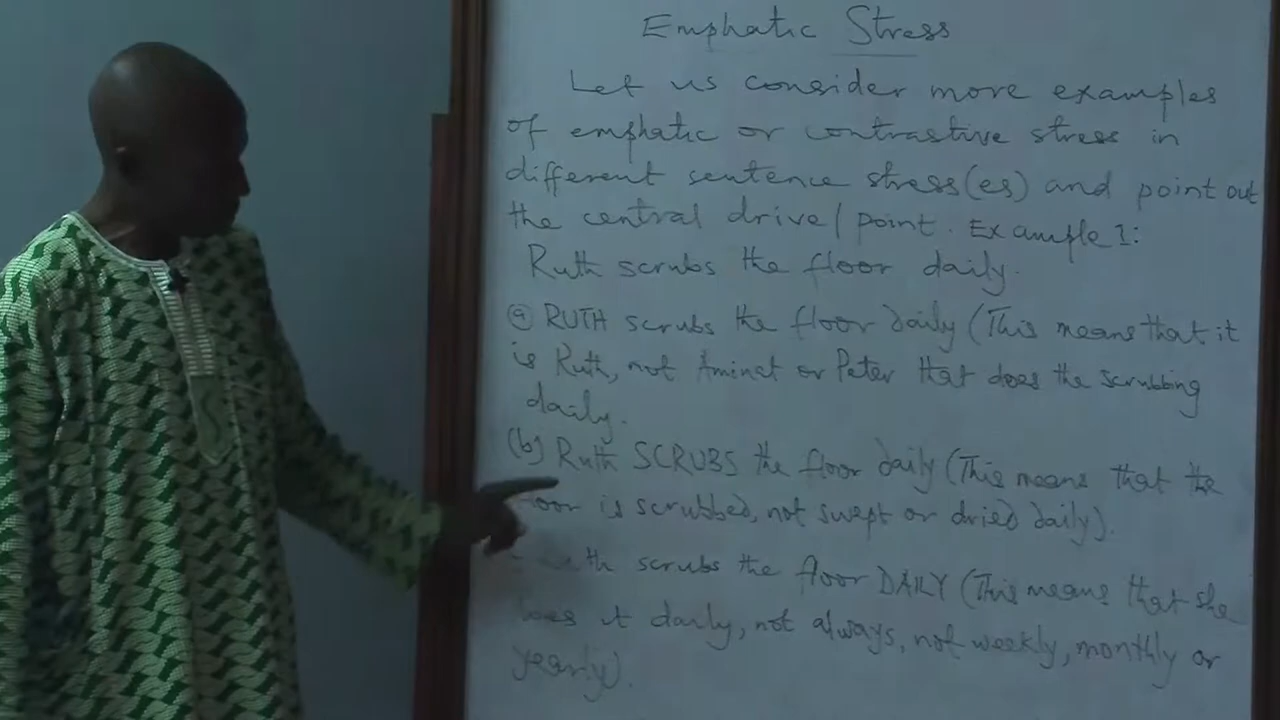 Emphatic Stress
Let us consider more examples
of emphatic or contrastive stress in
different sentence stress(es) and point out
the central drive/point. Example 1:
Ruth scrubs the floor daily.
(a) RUTH scrubs the floor daily (This means that it
is Ruth, not Aminat or Peter that does the scrubbing
daily.
(b) Ruth SCRUBS the floor daily (This means that the
oor is scrubbed, not swept or dried daily).
th scrubs the floor DAILY (This means that she
does it daily, not always, not weekly, monthly or
yearly).